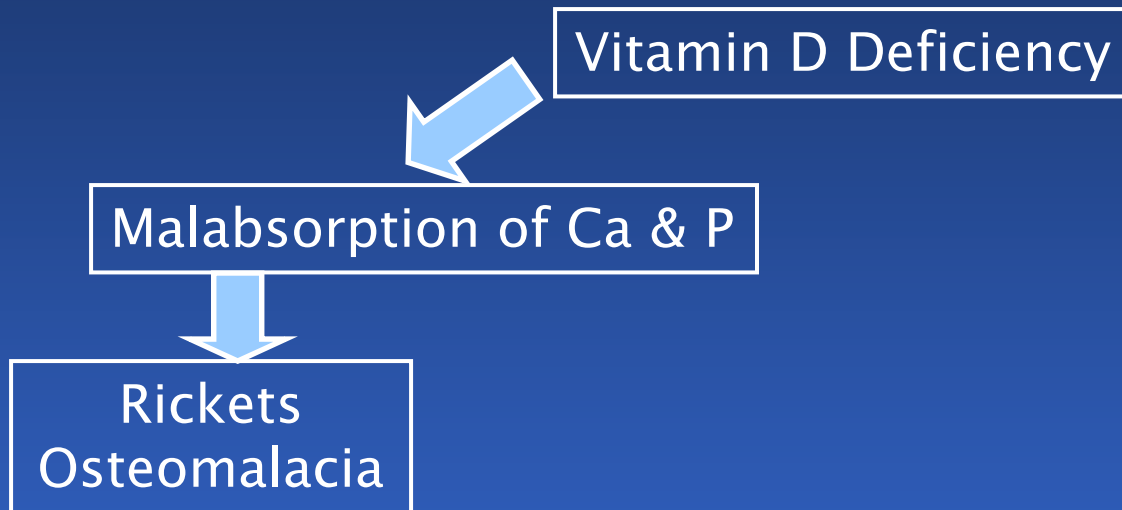 Vitamin D Deficiency
Malabsorption of Ca & P
Rickets
Osteomalacia